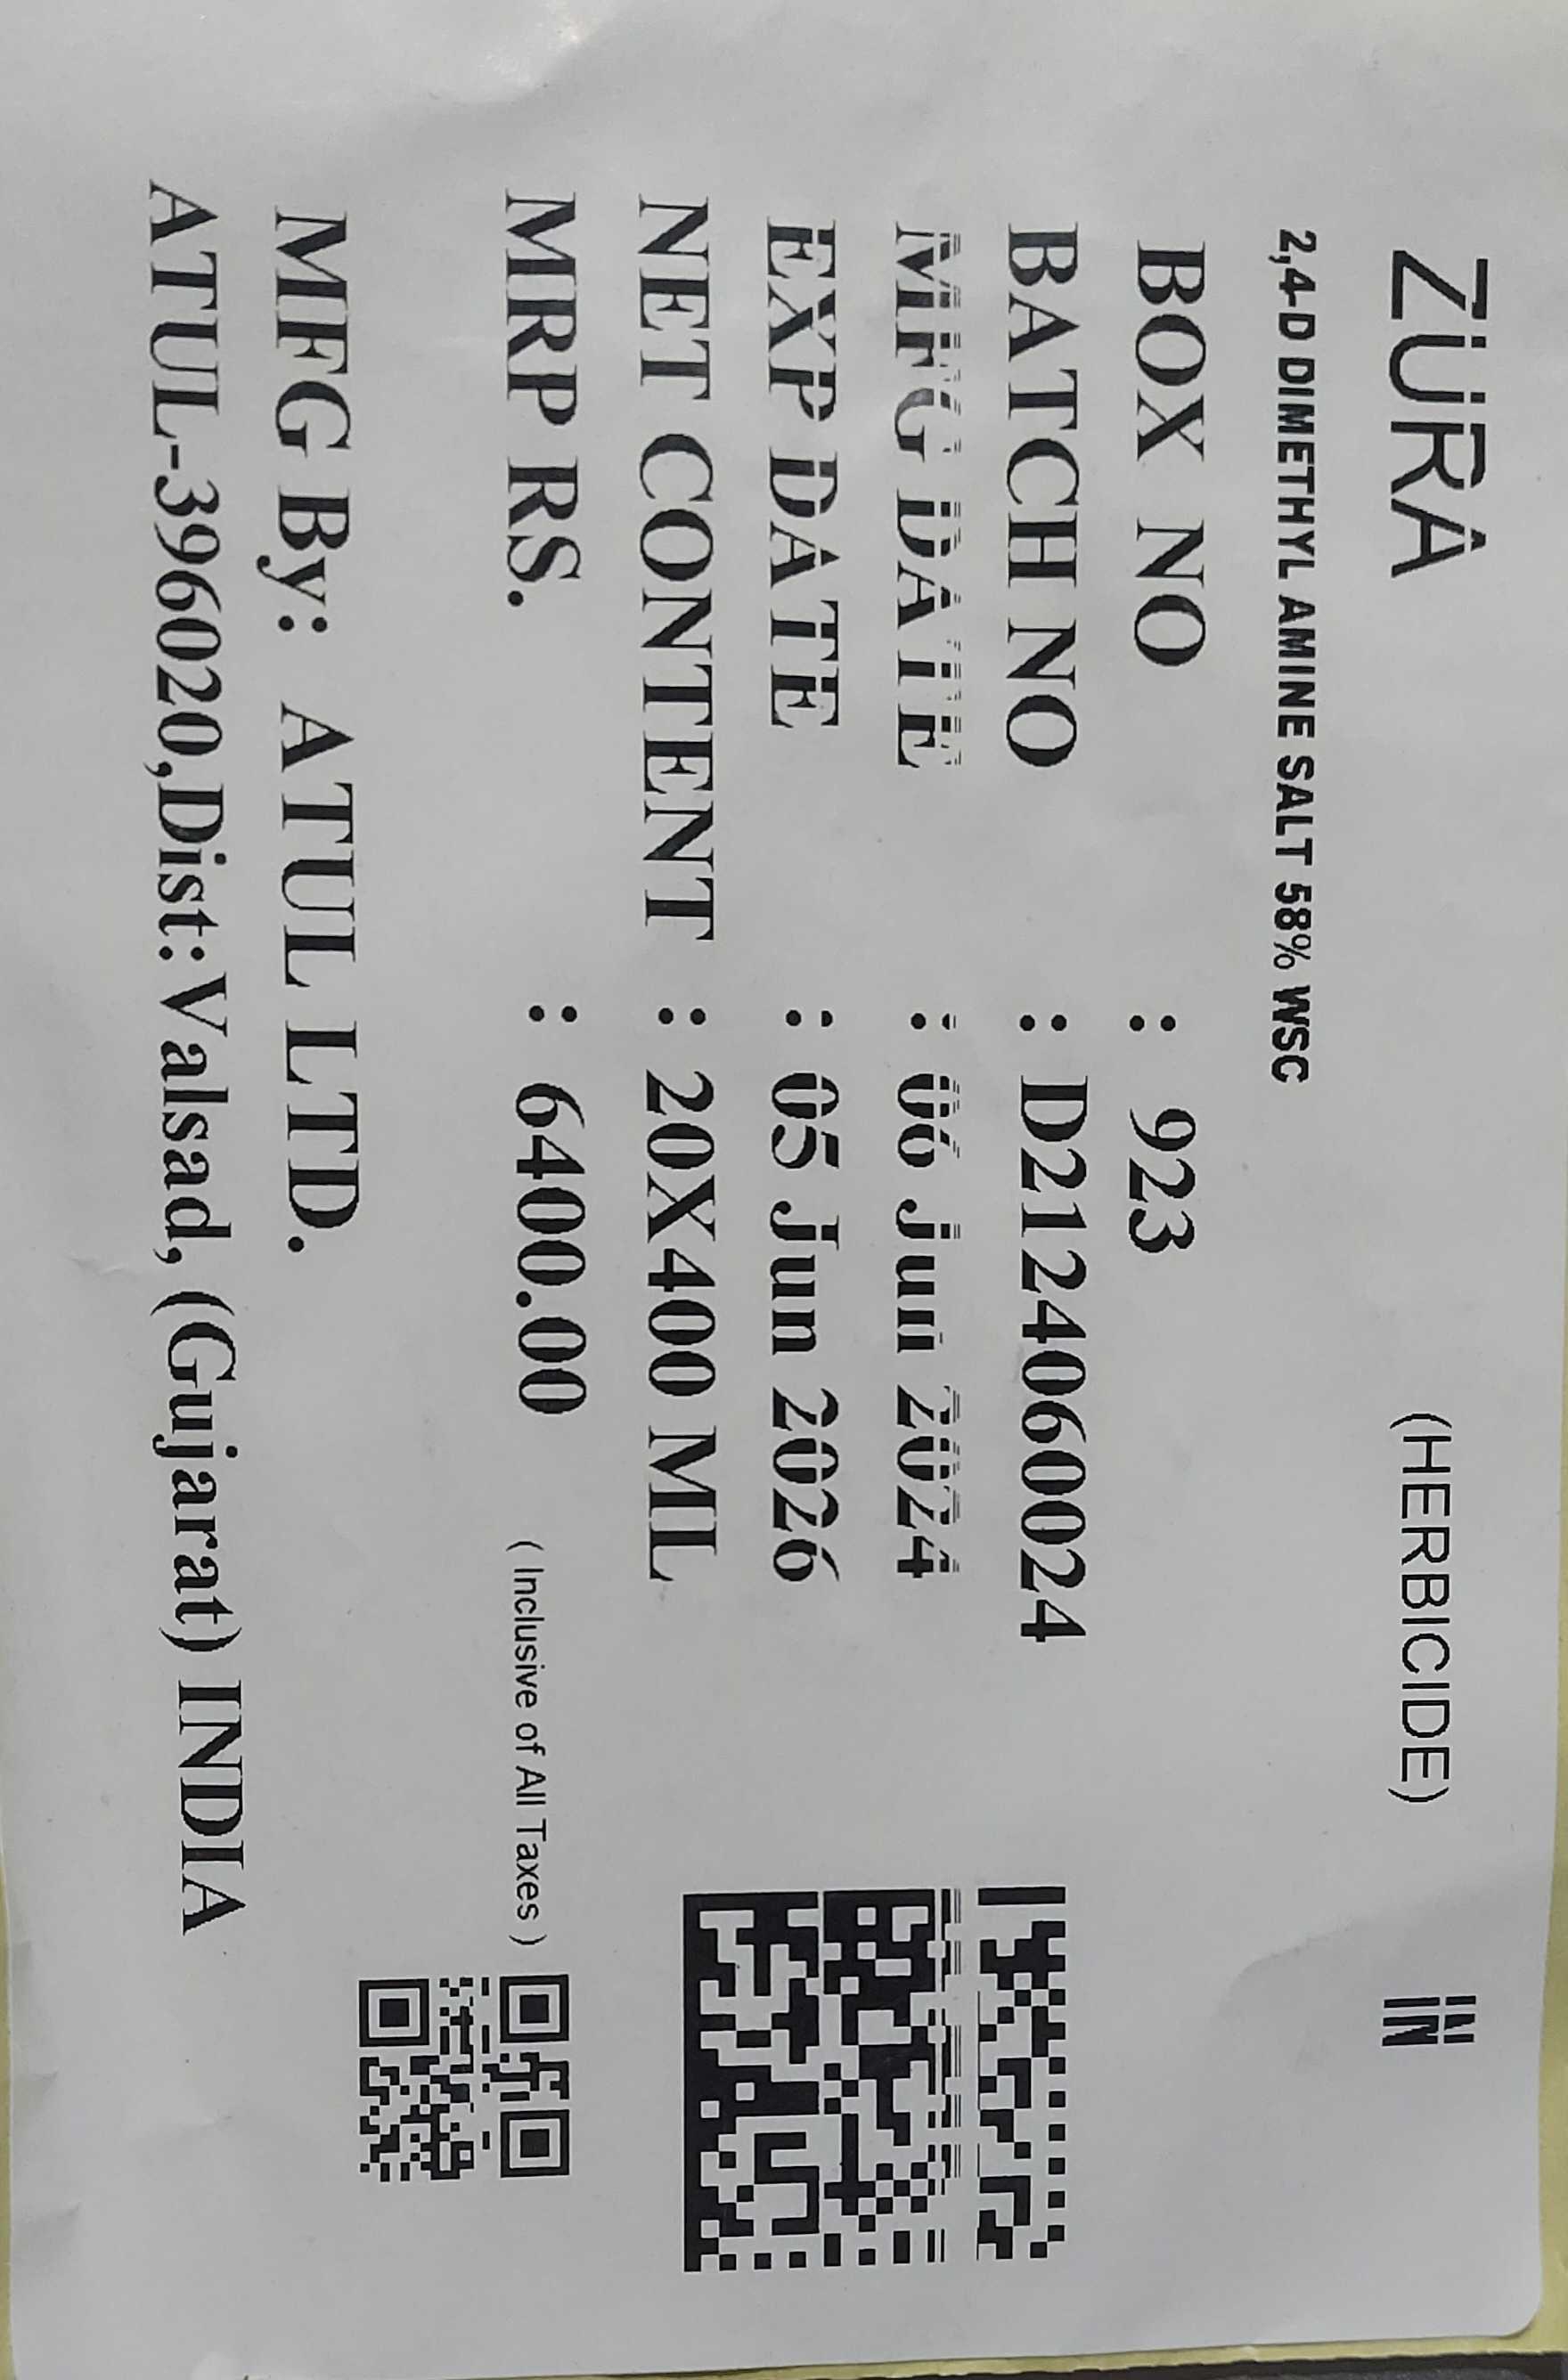 ZURA (HERBICIDE) IN
2,4-D DIMETHYL AMINE SALT 58% WSC
BOX NO : 923
BATCH NO : D2124060024
MFG DATE : 06 Jun 2024
EXP DATE : 05 Jun 2026
NET CONTENT : 20X400 ML
MRP RS. : 6400.00 ( Inclusive of All Taxes )
MFG By: ATUL LTD.
ATUL-396020,Dist:Valsad, (Gujarat) INDIA